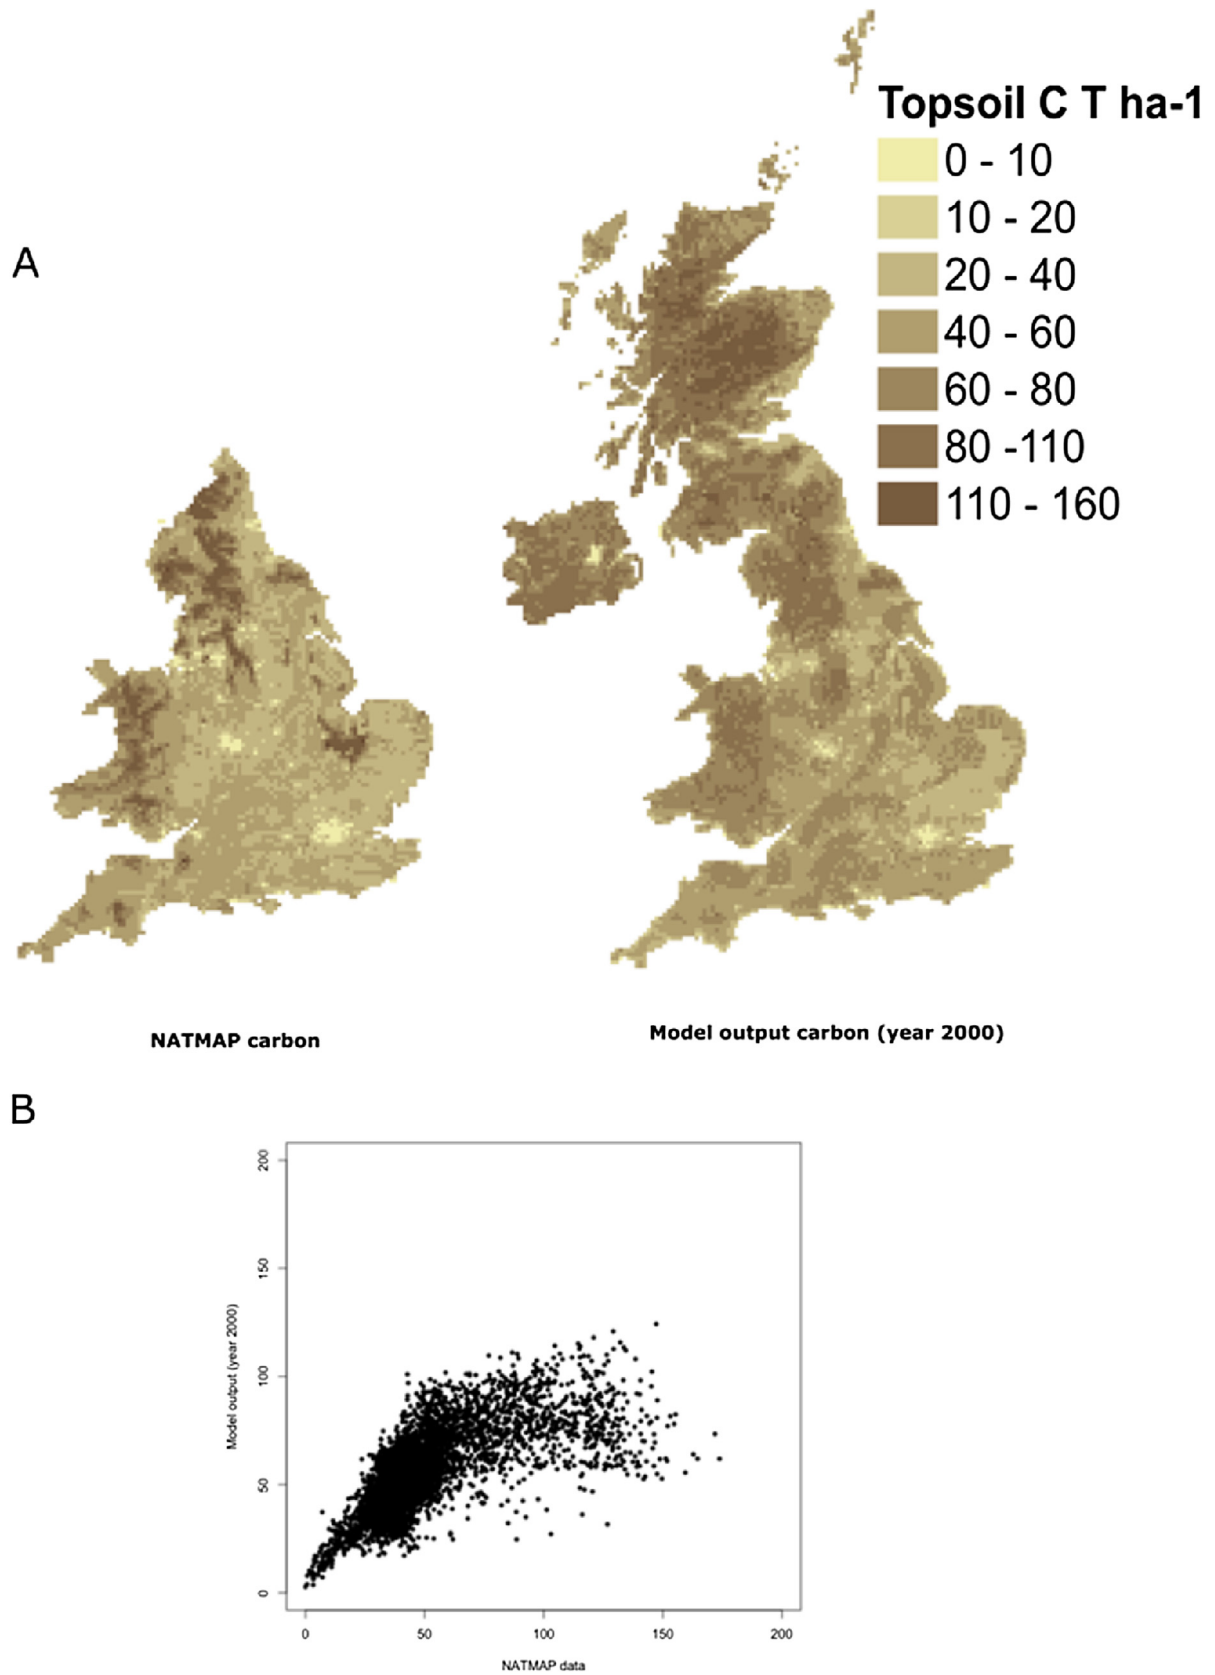 Topsoil C T ha-1
0 - 10
10 - 20
20 - 40
40 - 60
60 - 80
80 -110
110 - 160
A
NATMAP carbon
Model output carbon (year 2000)
B
200
150
100
50
0
Model output (year 2000)
0
50
100
150
200
NATMAP data